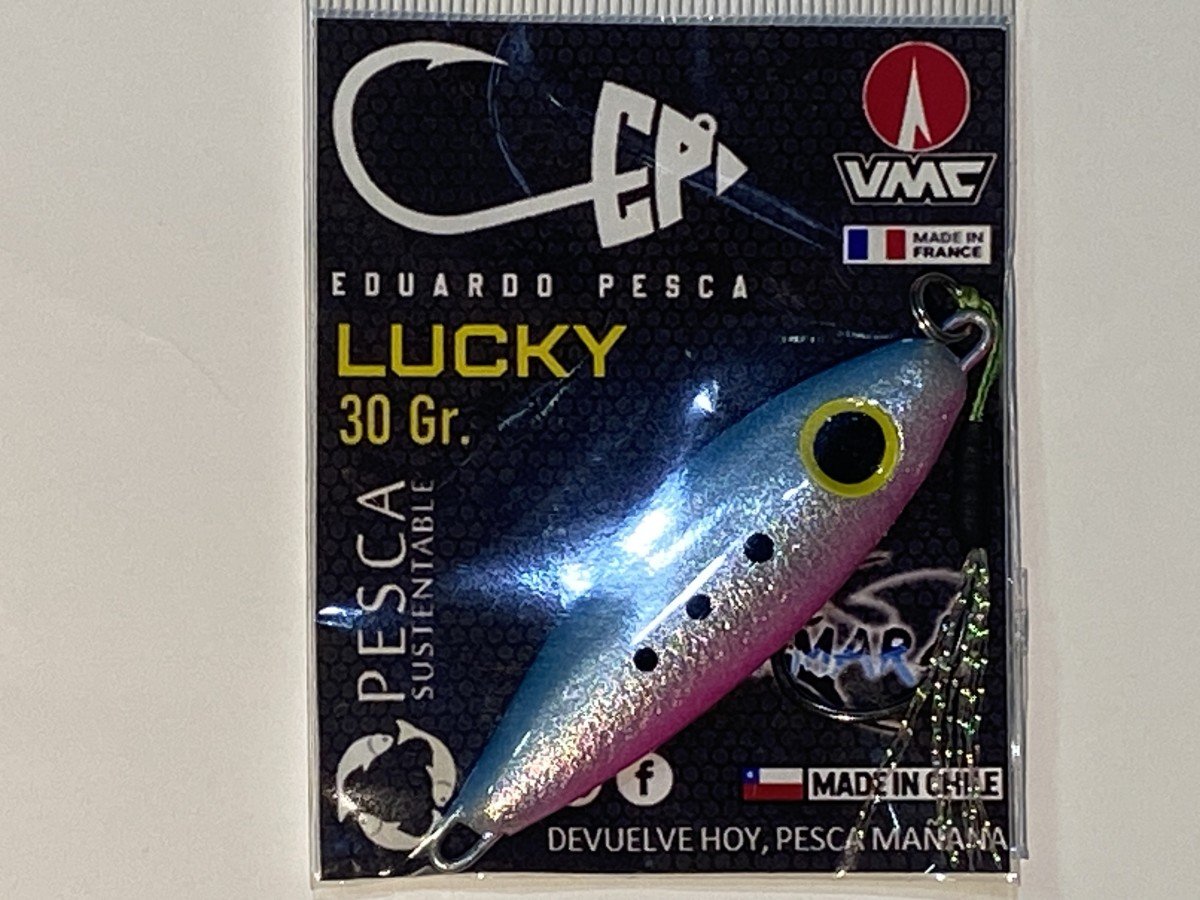 EP
VMC
MADE IN
FRANCE
EDUARDO PESCA
LUCKY
30 Gr.
PESCA
SUSTENTABLE
MAR
f
MADE IN CHILE
DEVUELVE HOY, PESCA MAÑANA